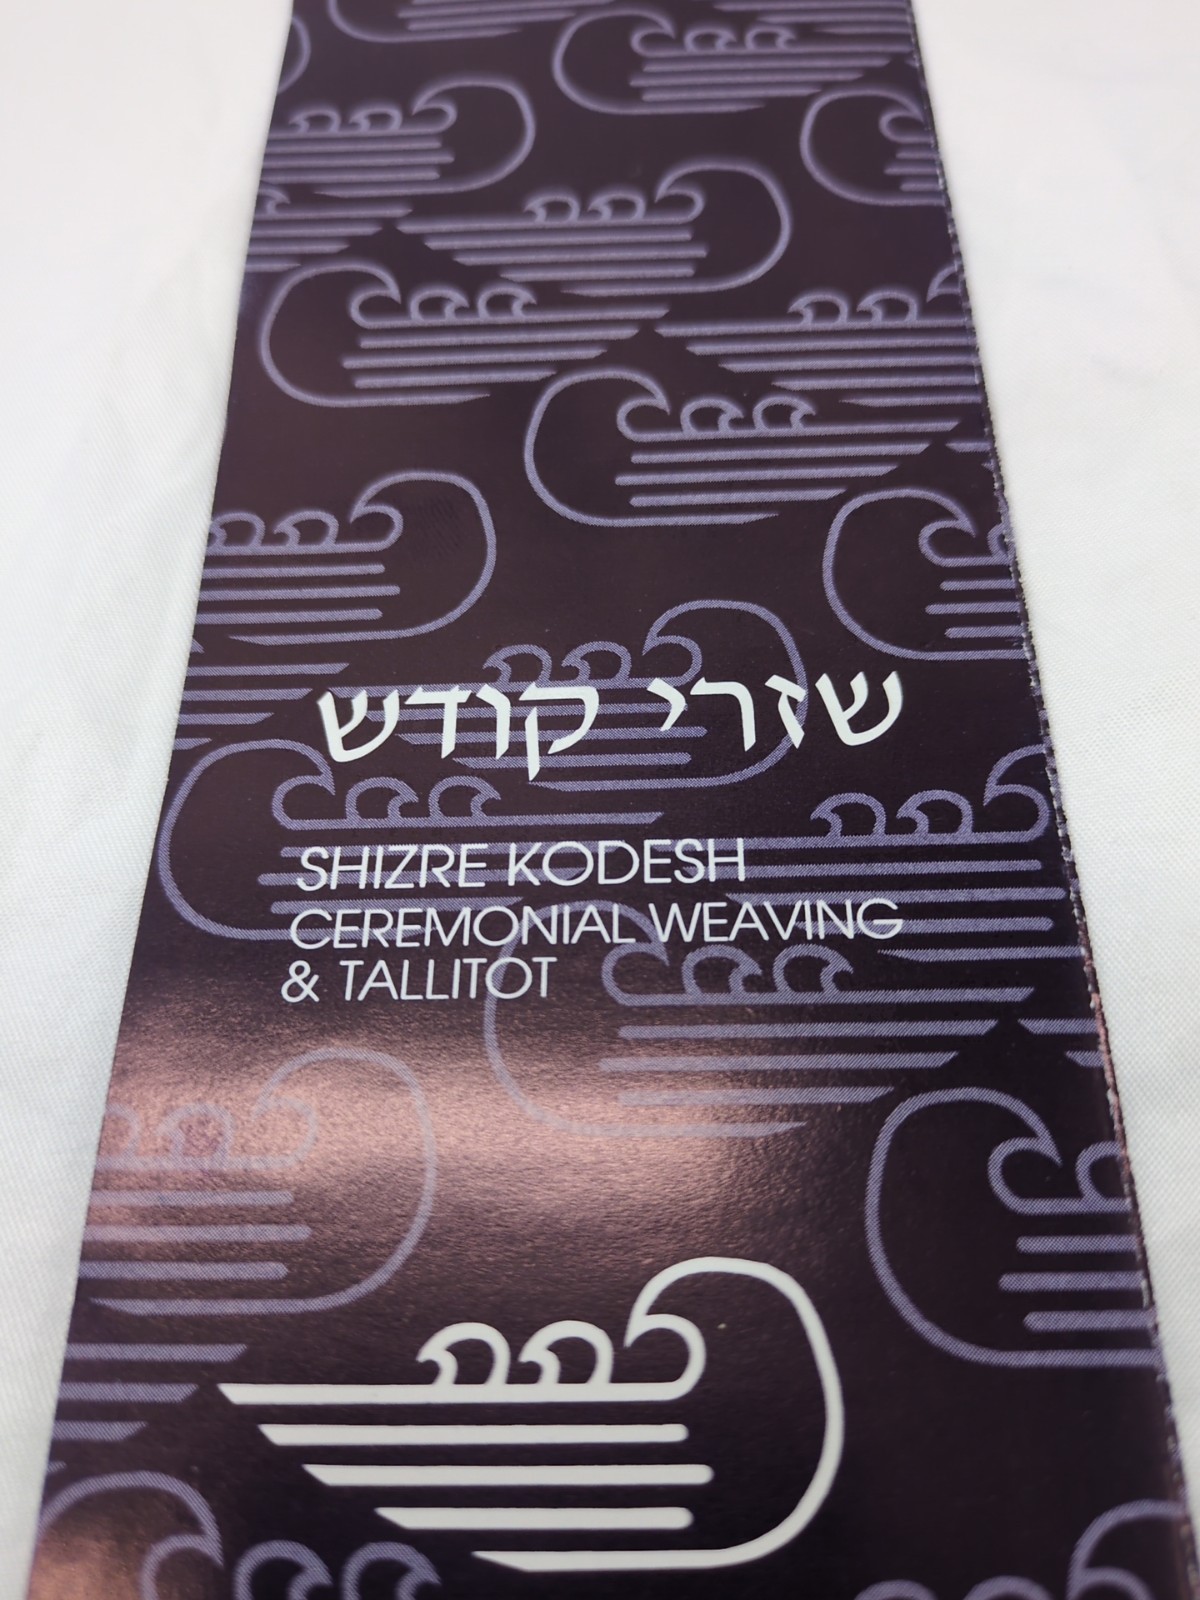 שזרי קודש
SHIZRE KODESH
CEREMONIAL WEAVING
& TALLITOT